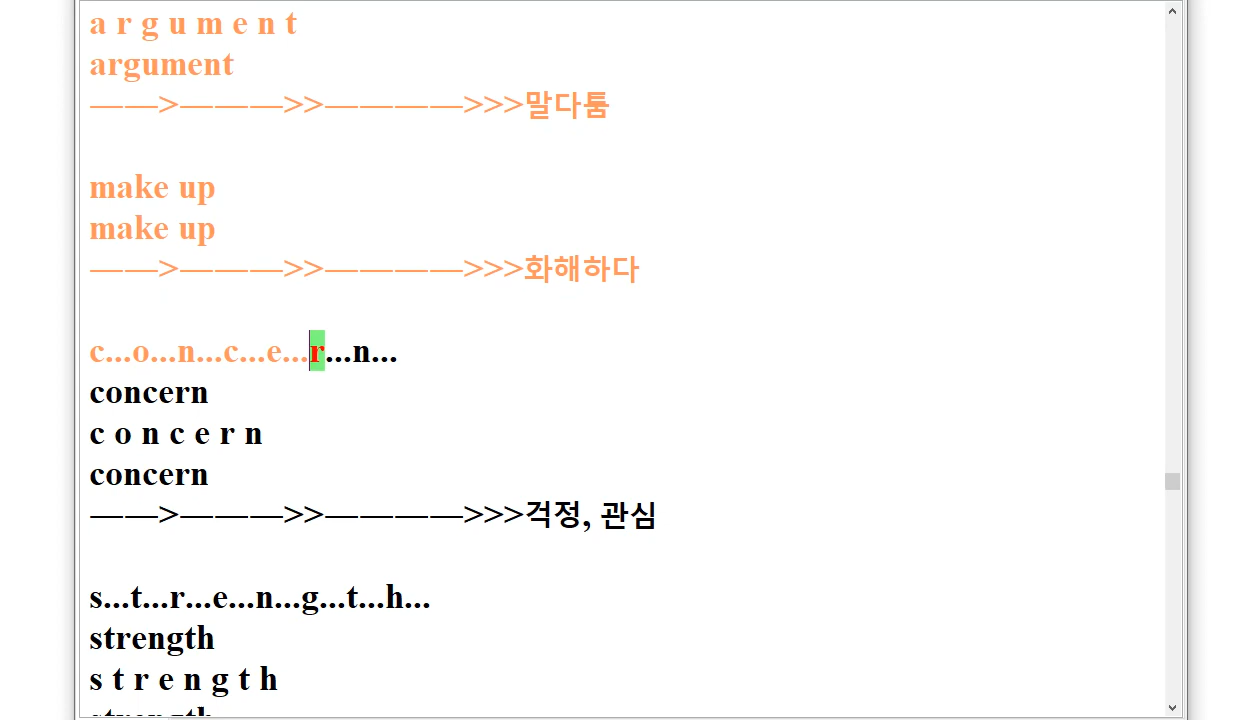 a r g u m e n t
argument
——>———>>————>>>말다툼
make up
make up
——>———>>————>>>화해하다
c...o...n...c...e...r...n...
concern
c o n c e r n
concern
——>———>>————>>>걱정, 관심
s...t...r...e...n...g...t...h...
strength
s t r e n g t h
strength